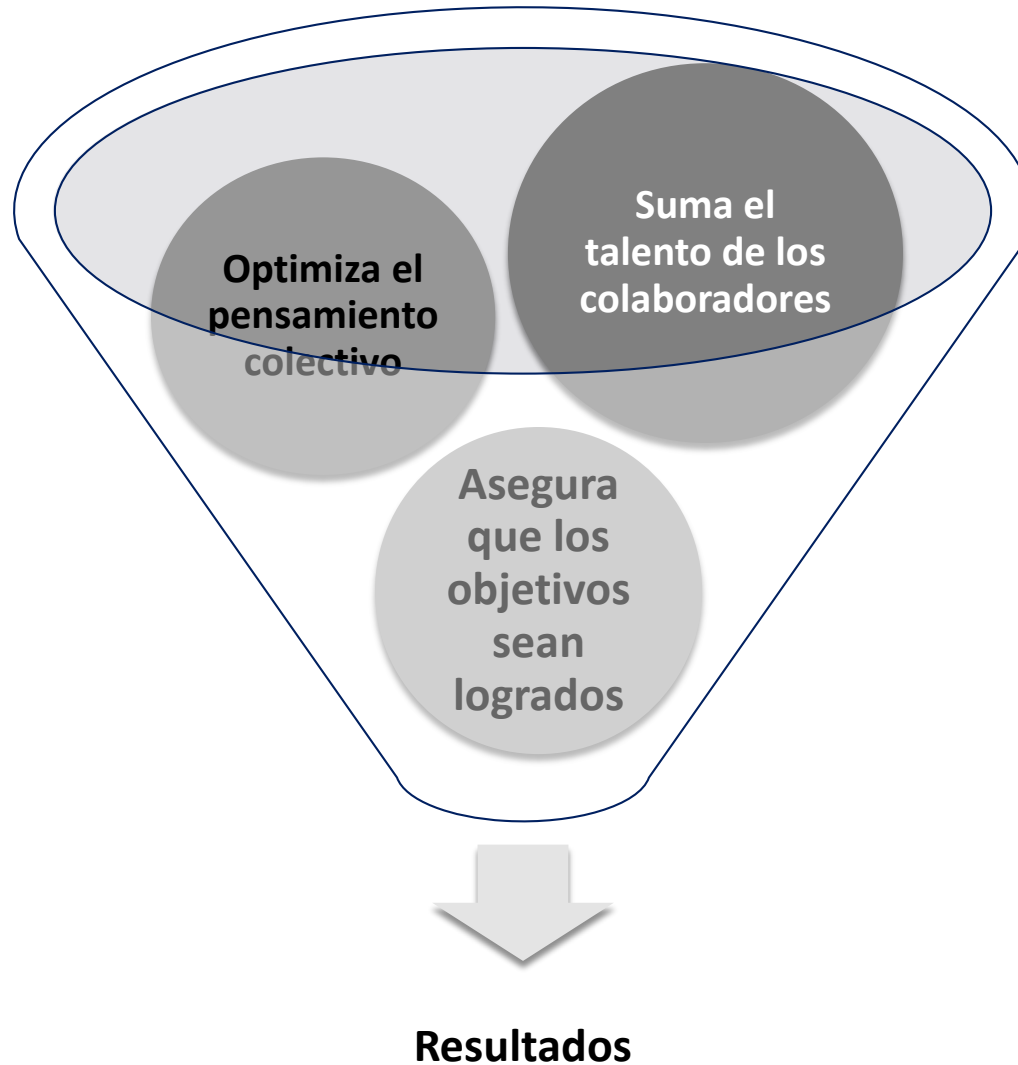 Optimiza el
pensamiento
colectivo
Suma el
talento de los
colaboradores
Asegura
que los
objetivos
sean
logrados
Resultados